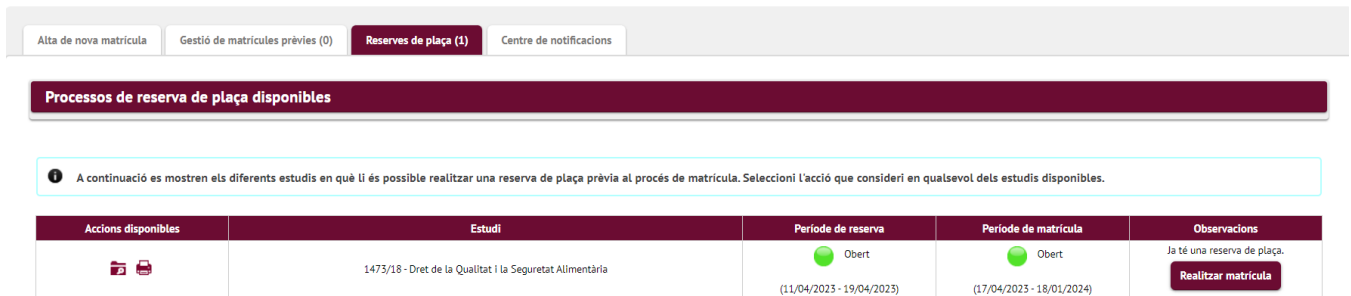 Alta de nova matrícula Gestió de matrícules prèvies (0) Reserves de plaça (1) Centre de notificacions
Processos de reserva de plaça disponibles
A continuació es mostren els diferents estudis en què li és possible realitzar una reserva de plaça prèvia al procés de matrícula. Seleccioni l'acció que consideri en qualsevol dels estudis disponibles.
Accions disponibles Estudi Període de reserva Període de matrícula Observacions
Obert Obert Ja té una reserva de plaça.
1473/18 - Dret de la Qualitat i la Seguretat Alimentària Realitzar matrícula
(11/04/2023 - 19/04/2023) (17/04/2023 - 18/01/2024)